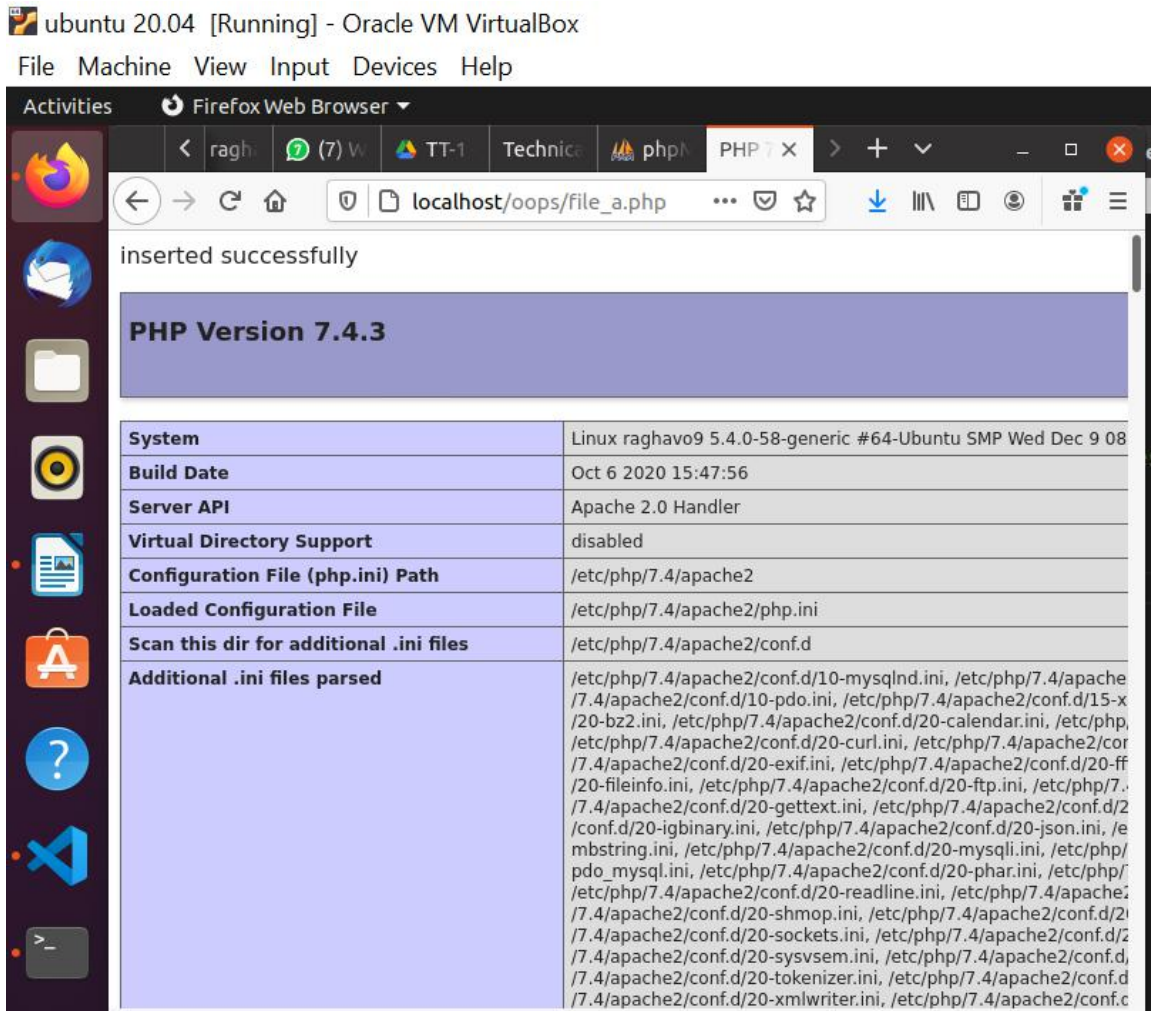 ubuntu 20.04 [Running] - Oracle VM VirtualBox
File Machine View Input Devices Help
Activities Firefox Web Browser
ragh (7) W TT-1 Technica phpM PHP 7
localhost/oops/file_a.php
inserted successfully
PHP Version 7.4.3
System Linux raghavo9 5.4.0-58-generic #64-Ubuntu SMP Wed Dec 9 08
Build Date Oct 6 2020 15:47:56
Server API Apache 2.0 Handler
Virtual Directory Support disabled
Configuration File (php.ini) Path /etc/php/7.4/apache2
Loaded Configuration File /etc/php/7.4/apache2/php.ini
Scan this dir for additional .ini files /etc/php/7.4/apache2/conf.d
Additional .ini files parsed /etc/php/7.4/apache2/conf.d/10-mysqlnd.ini, /etc/php/7.4/apache
/7.4/apache2/conf.d/10-pdo.ini, /etc/php/7.4/apache2/conf.d/15-x
/20-bz2.ini, /etc/php/7.4/apache2/conf.d/20-calendar.ini, /etc/php/
/etc/php/7.4/apache2/conf.d/20-curl.ini, /etc/php/7.4/apache2/con
/7.4/apache2/conf.d/20-exif.ini, /etc/php/7.4/apache2/conf.d/20-ff
/20-fileinfo.ini, /etc/php/7.4/apache2/conf.d/20-ftp.ini, /etc/php/7.
/7.4/apache2/conf.d/20-gettext.ini, /etc/php/7.4/apache2/conf.d/2
/conf.d/20-igbinary.ini, /etc/php/7.4/apache2/conf.d/20-json.ini, /e
mbstring.ini, /etc/php/7.4/apache2/conf.d/20-mysqli.ini, /etc/php/
pdo_mysql.ini, /etc/php/7.4/apache2/conf.d/20-phar.ini, /etc/php/
/etc/php/7.4/apache2/conf.d/20-readline.ini, /etc/php/7.4/apache2
/7.4/apache2/conf.d/20-shmop.ini, /etc/php/7.4/apache2/conf.d/2
/7.4/apache2/conf.d/20-sockets.ini, /etc/php/7.4/apache2/conf.d/2
/7.4/apache2/conf.d/20-sysvsem.ini, /etc/php/7.4/apache2/conf.d/
/7.4/apache2/conf.d/20-tokenizer.ini, /etc/php/7.4/apache2/conf.d
/7.4/apache2/conf.d/20-xmlwriter.ini, /etc/php/7.4/apache2/conf.d